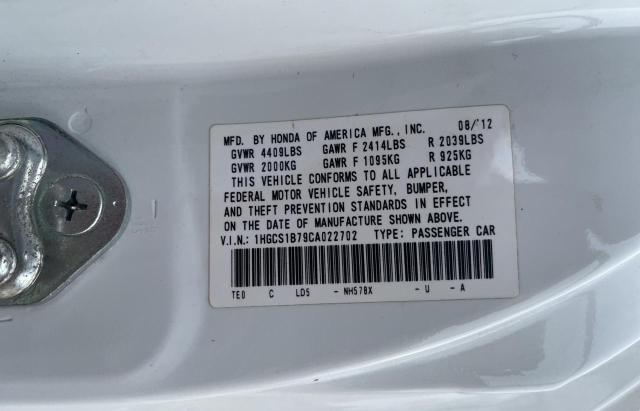 MFD. BY HONDA OF AMERICA MFG., INC. 08/'12
GVWR 4409LBS GAWR F 2414LBS R 2039LBS
GVWR 2000KG GAWR F 1095KG R 925KG
THIS VEHICLE CONFORMS TO ALL APPLICABLE
FEDERAL MOTOR VEHICLE SAFETY, BUMPER,
AND THEFT PREVENTION STANDARDS IN EFFECT
ON THE DATE OF MANUFACTURE SHOWN ABOVE.
V.I.N.: 1HGCS1B79CA022702 TYPE: PASSENGER CAR
TE0 C LD5 - NH578X - U - A